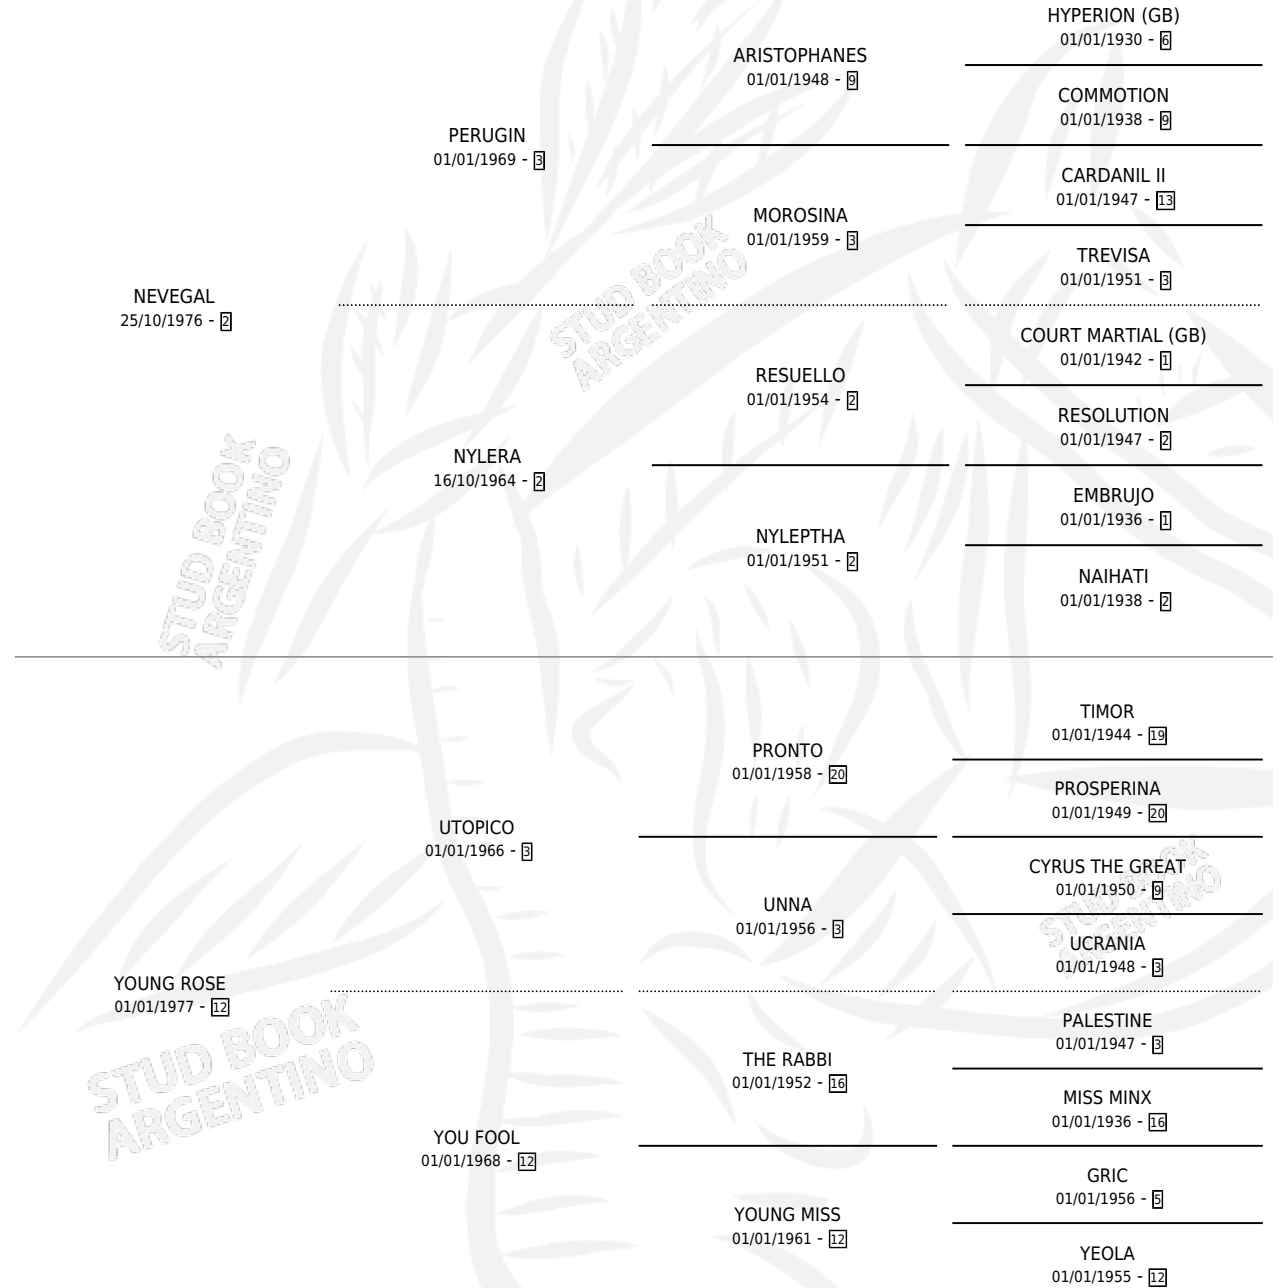 HYPERION (GB)
01/01/1930 - 6
ARISTOPHANES
01/01/1948 - 9
COMMOTION
01/01/1938 - 9
PERUGIN
01/01/1969 - 3
CARDANIL II
01/01/1947 - 13
MOROSINA
01/01/1959 - 3
TREVISA
01/01/1951 - 3
NEVEGAL
25/10/1976 - 2
COURT MARTIAL (GB)
01/01/1942 - 1
RESUELLO
01/01/1954 - 2
RESOLUTION
01/01/1947 - 2
NYLERA
16/10/1964 - 2
EMBRUJO
01/01/1936 - 1
NYLEPTHA
01/01/1951 - 2
NAIHATI
01/01/1938 - 2
TIMOR
01/01/1944 - 19
PRONTO
01/01/1958 - 20
PROSPERINA
01/01/1949 - 20
UTOPICO
01/01/1966 - 3
CYRUS THE GREAT
01/01/1950 - 9
UNNA
01/01/1956 - 3
UCRANIA
01/01/1948 - 3
YOUNG ROSE
01/01/1977 - 12
PALESTINE
01/01/1947 - 3
THE RABBI
01/01/1952 - 16
MISS MINX
01/01/1936 - 16
YOU FOOL
01/01/1968 - 12
GRIC
01/01/1956 - 5
YOUNG MISS
01/01/1961 - 12
YEOLA
01/01/1955 - 12
STUD BOOK
ARGENTINO
STUD BOOK
ARGENTINO
STUD BOOK
ARGENTINO
STUD BOOK
ARGENTINO